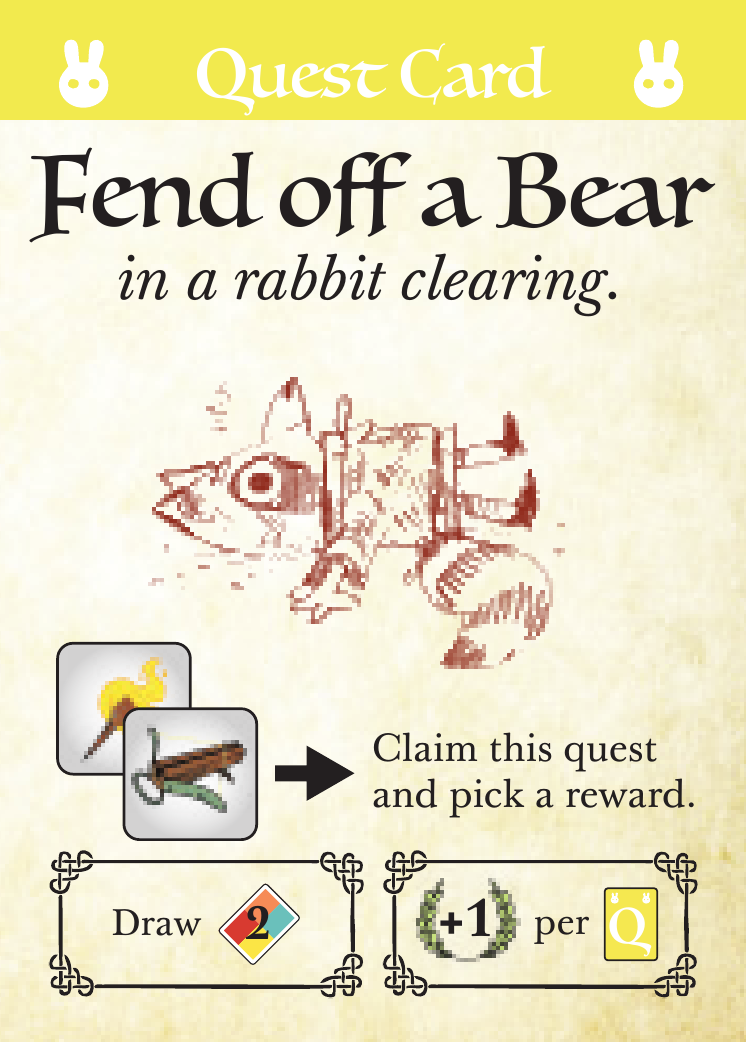 Quest Card
Fend off a Bear
in a rabbit clearing.
Claim this quest
and pick a reward.
Draw 2
+1 per Q